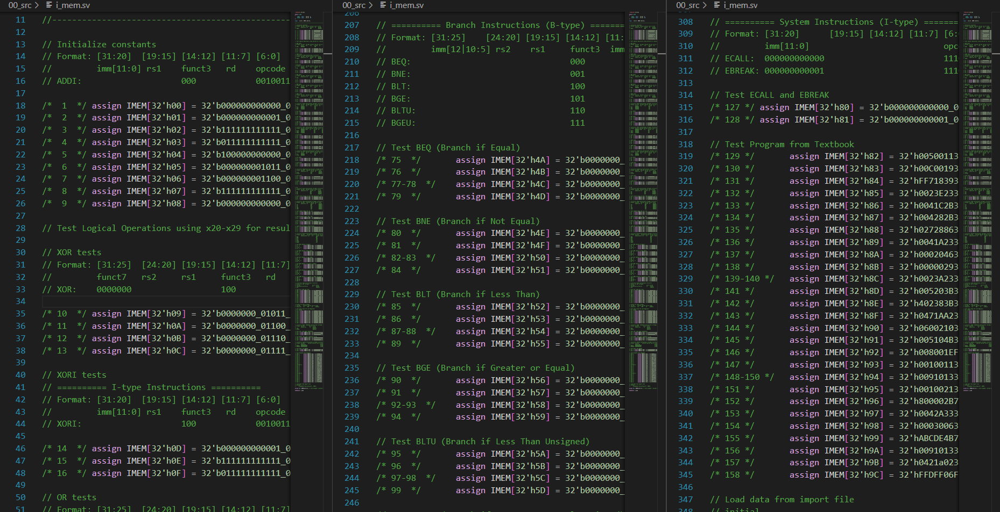 00_src > i_mem.sv
11 //------------------------------------------------
12
13 // Initialize constants
14 // Format: [31:20]  [19:15] [14:12] [11:7] [6:0]
15 //         imm[11:0] rs1    funct3   rd    opcode
16 // ADDI:                    000            0010011
17
18 /*  1  */ assign IMEM[32'h00] = 32'b000000000000_0
19 /*  2  */ assign IMEM[32'h01] = 32'b000000000001_0
20 /*  3  */ assign IMEM[32'h02] = 32'b111111111111_0
21 /*  4  */ assign IMEM[32'h03] = 32'b011111111111_0
22 /*  5  */ assign IMEM[32'h04] = 32'b100000000000_0
23 /*  6  */ assign IMEM[32'h05] = 32'b000000001011_0
24 /*  7  */ assign IMEM[32'h06] = 32'b000000001100_0
25 /*  8  */ assign IMEM[32'h07] = 32'b111111111111_0
26 /*  9  */ assign IMEM[32'h08] = 32'b000000000000_0
27
28 // Test Logical Operations using x20-x29 for resul
29
30 // XOR tests
31 // Format: [31:25]  [24:20] [19:15] [14:12] [11:7]
32 //         funct7   rs2     rs1     funct3   rd
33 // XOR:    0000000                  100
34
35 /* 10  */ assign IMEM[32'h09] = 32'b0000000_01011_
36 /* 11  */ assign IMEM[32'h0A] = 32'b0000000_01100_
37 /* 12  */ assign IMEM[32'h0B] = 32'b0000000_01110_
38 /* 13  */ assign IMEM[32'h0C] = 32'b0000000_01111_
39
40 // XORI tests
41 // ========== I-type Instructions ==========
42 // Format: [31:20]  [19:15] [14:12] [11:7] [6:0]
43 //         imm[11:0] rs1    funct3   rd    opcode
44 // XORI:                    100            0010011
45
46 /* 14  */ assign IMEM[32'h0D] = 32'b000000000001_0
47 /* 15  */ assign IMEM[32'h0E] = 32'b111111111111_0
48 /* 16  */ assign IMEM[32'h0F] = 32'b011111111111_0
49
50 // OR tests
51 // Format: [31:25]  [24:20] [19:15] [14:12] [11:7]
00_src > i_mem.sv
206
207 // ========== Branch Instructions (B-type) =======
208 // Format: [31:25]    [24:20] [19:15] [14:12] [11:
209 //         imm[12|10:5] rs2    rs1     funct3  imm
210 // BEQ:                                000
211 // BNE:                                001
212 // BLT:                                100
213 // BGE:                                101
214 // BLTU:                               110
215 // BGEU:                               111
216
217 // Test BEQ (Branch if Equal)
218 /* 75  */       assign IMEM[32'h4A] = 32'b0000000_
219 /* 76  */       assign IMEM[32'h4B] = 32'b0000000_
220 /* 77-78  */    assign IMEM[32'h4C] = 32'b0000000_
221 /* 79  */       assign IMEM[32'h4D] = 32'b0000000_
222
223 // Test BNE (Branch if Not Equal)
224 /* 80  */       assign IMEM[32'h4E] = 32'b0000000_
225 /* 81  */       assign IMEM[32'h4F] = 32'b0000000_
226 /* 82-83  */    assign IMEM[32'h50] = 32'b0000000_
227 /* 84  */       assign IMEM[32'h51] = 32'b0000000_
228
229 // Test BLT (Branch if Less Than)
230 /* 85  */       assign IMEM[32'h52] = 32'b0000000_
231 /* 86  */       assign IMEM[32'h53] = 32'b0000000_
232 /* 87-88  */    assign IMEM[32'h54] = 32'b0000000_
233 /* 89  */       assign IMEM[32'h55] = 32'b0000000_
234
235 // Test BGE (Branch if Greater or Equal)
236 /* 90  */       assign IMEM[32'h56] = 32'b0000000_
237 /* 91  */       assign IMEM[32'h57] = 32'b0000000_
238 /* 92-93  */    assign IMEM[32'h58] = 32'b0000000_
239 /* 94  */       assign IMEM[32'h59] = 32'b0000000_
240
241 // Test BLTU (Branch if Less Than Unsigned)
242 /* 95  */       assign IMEM[32'h5A] = 32'b0000000_
243 /* 96  */       assign IMEM[32'h5B] = 32'b0000000_
244 /* 97-98  */    assign IMEM[32'h5C] = 32'b0000000_
245 /* 99  */       assign IMEM[32'h5D] = 32'b0000000_
246
00_src > i_mem.sv
308 // ========== System Instructions (I-type) =======
309 // Format: [31:20]      [19:15] [14:12] [11:7] [6:
310 //         imm[11:0]                           opc
311 // ECALL:  000000000000                        111
312 // EBREAK: 000000000001                        111
313
314 // Test ECALL and EBREAK
315 /* 127 */ assign IMEM[32'h80] = 32'b000000000000_0
316 /* 128 */ assign IMEM[32'h81] = 32'b000000000001_0
317
318 // Test Program from Textbook
319 /* 129 */       assign IMEM[32'h82] = 32'h00500113
320 /* 130 */       assign IMEM[32'h83] = 32'h00C00193
321 /* 131 */       assign IMEM[32'h84] = 32'hFF718393
322 /* 132 */       assign IMEM[32'h85] = 32'h0023E233
323 /* 133 */       assign IMEM[32'h86] = 32'h0041C2B3
324 /* 134 */       assign IMEM[32'h87] = 32'h004282B3
325 /* 135 */       assign IMEM[32'h88] = 32'h02728863
326 /* 136 */       assign IMEM[32'h89] = 32'h0041A233
327 /* 137 */       assign IMEM[32'h8A] = 32'h00020463
328 /* 138 */       assign IMEM[32'h8B] = 32'h00000293
329 /* 139-140 */   assign IMEM[32'h8C] = 32'h0023A233
330 /* 141 */       assign IMEM[32'h8D] = 32'h005203B3
331 /* 142 */       assign IMEM[32'h8E] = 32'h402383B3
332 /* 143 */       assign IMEM[32'h8F] = 32'h0471AA23
333 /* 144 */       assign IMEM[32'h90] = 32'h06002103
334 /* 145 */       assign IMEM[32'h91] = 32'h005104B3
335 /* 146 */       assign IMEM[32'h92] = 32'h008001EF
336 /* 147 */       assign IMEM[32'h93] = 32'h00100113
337 /* 148-150 */   assign IMEM[32'h94] = 32'h00910133
338 /* 151 */       assign IMEM[32'h95] = 32'h00100213
339 /* 152 */       assign IMEM[32'h96] = 32'h800002B7
340 /* 153 */       assign IMEM[32'h97] = 32'h0042A333
341 /* 154 */       assign IMEM[32'h98] = 32'h00030063
342 /* 155 */       assign IMEM[32'h99] = 32'hABCDE4B7
343 /* 156 */       assign IMEM[32'h9A] = 32'h00910133
344 /* 157 */       assign IMEM[32'h9B] = 32'h0421a023
345 /* 158 */       assign IMEM[32'h9C] = 32'hFFDFF06F
346
347 // Load data from import file
348 // initial